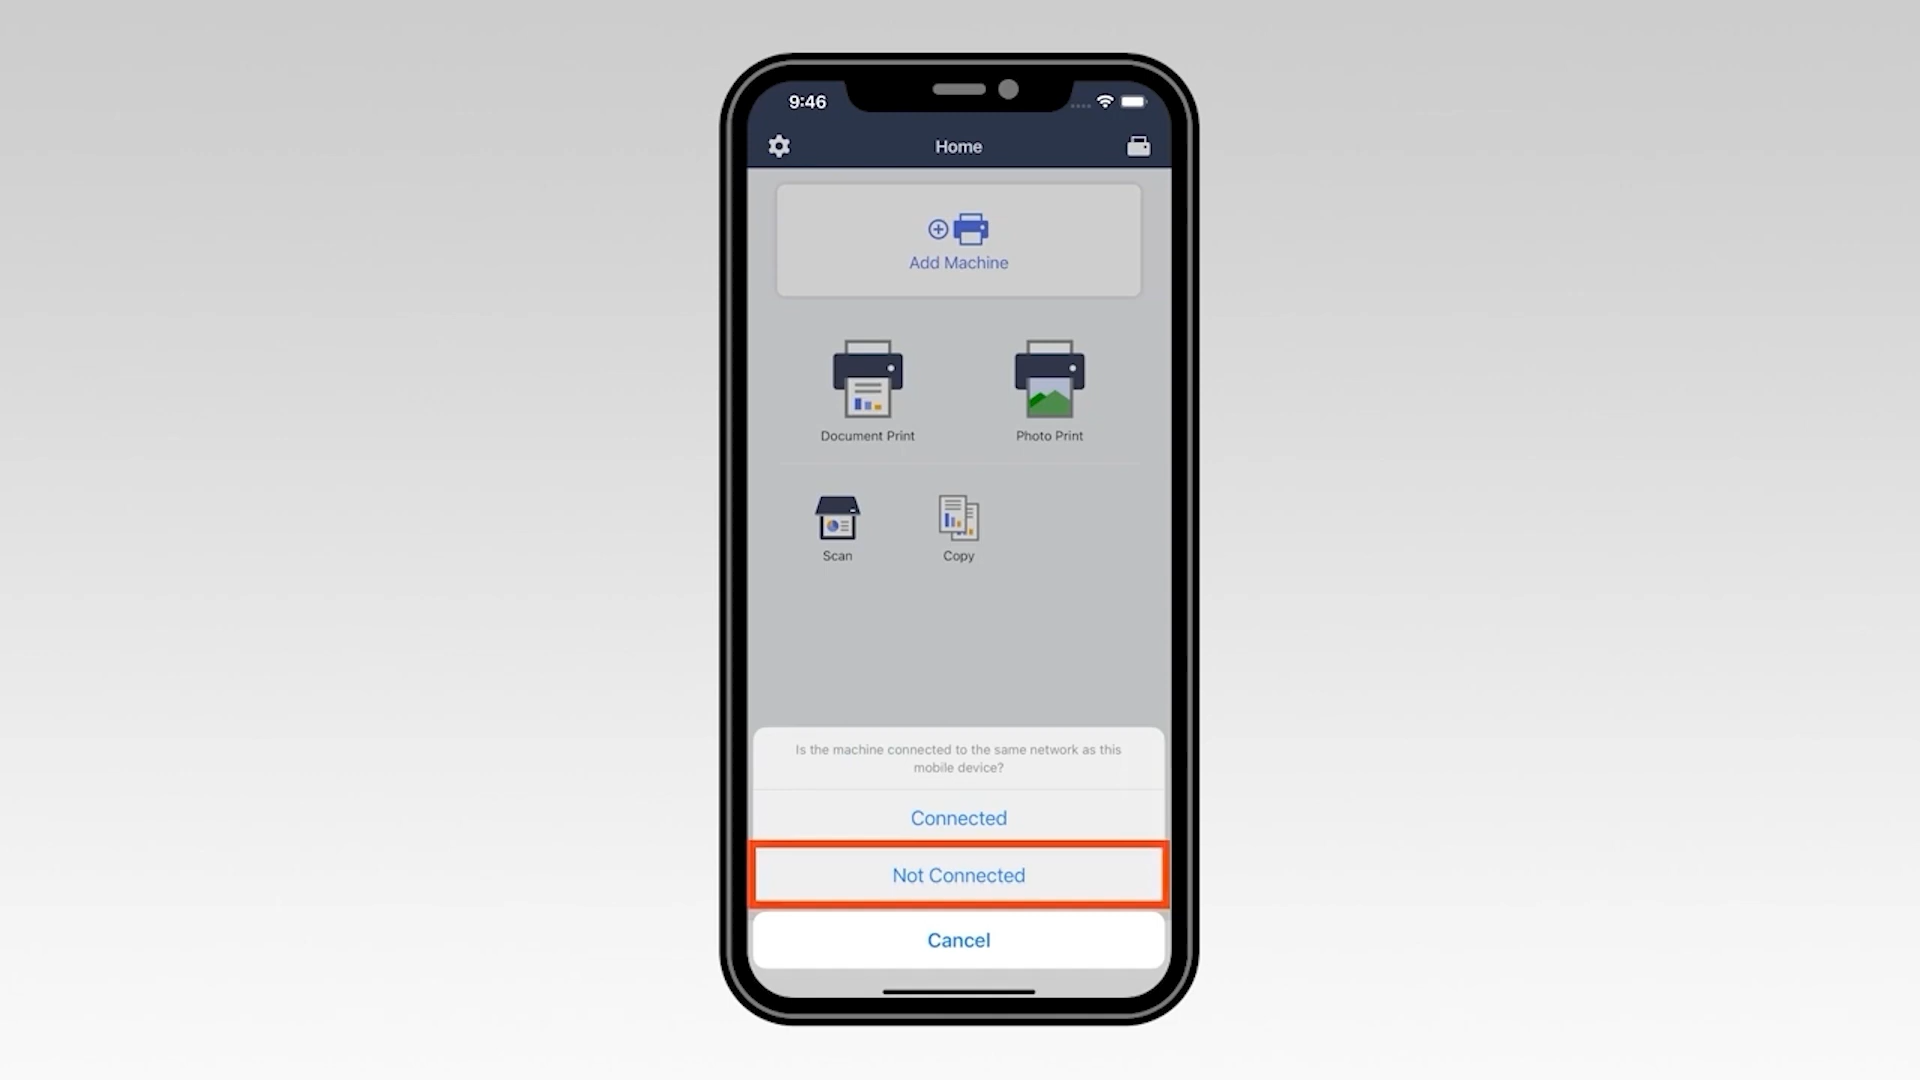 9:46
Home
Add Machine
Document Print
Photo Print
Scan
Copy
Is the machine connected to the same network as this
mobile device?
Connected
Not Connected
Cancel